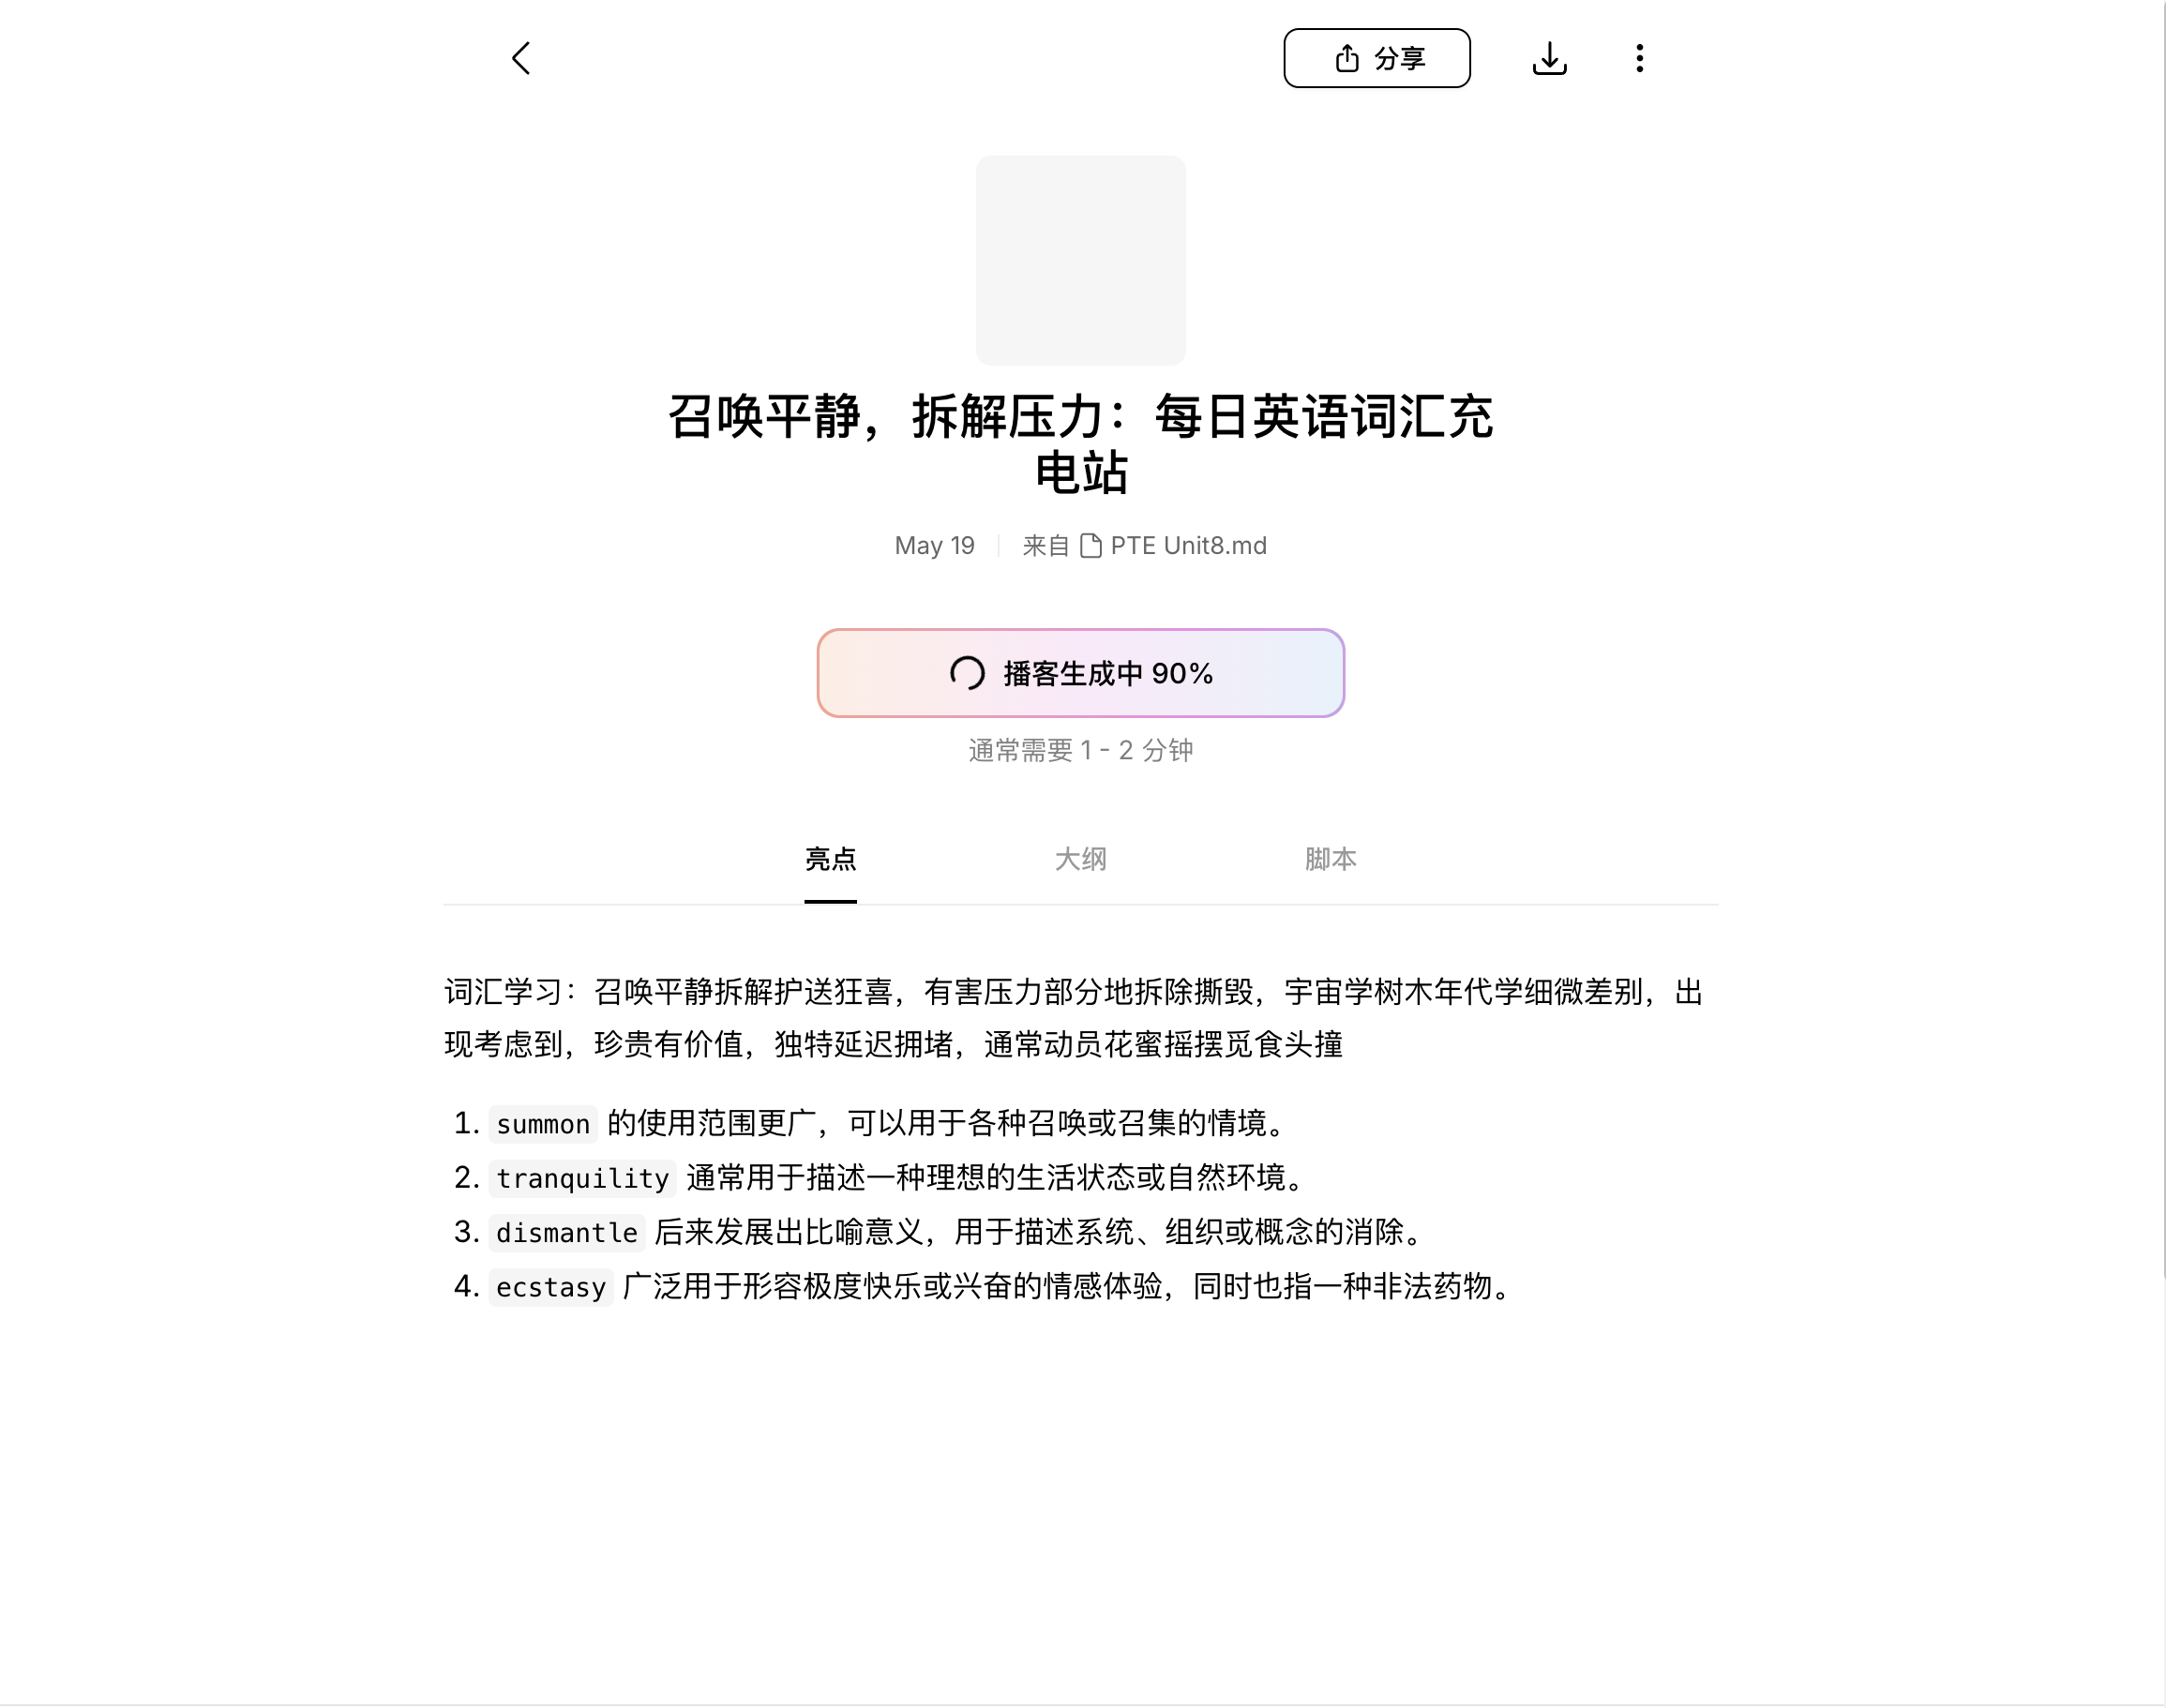 分享
召唤平静，拆解压力：每日英语词汇充
电站
May 19 来自 PTE Unit8.md
播客生成中 90%
通常需要 1 - 2 分钟
亮点 大纲 脚本
词汇学习：召唤平静拆解护送狂喜，有害压力部分地拆除撕毁，宇宙学树木年代学细微差别，出
现考虑到，珍贵有价值，独特延迟拥堵，通常动员花蜜摇摆觅食头撞
1. summon 的使用范围更广，可以用于各种召唤或召集的情境。
2. tranquility 通常用于描述一种理想的生活状态或自然环境。
3. dismantle 后来发展出比喻意义，用于描述系统、组织或概念的消除。
4. ecstasy 广泛用于形容极度快乐或兴奋的情感体验，同时也指一种非法药物。